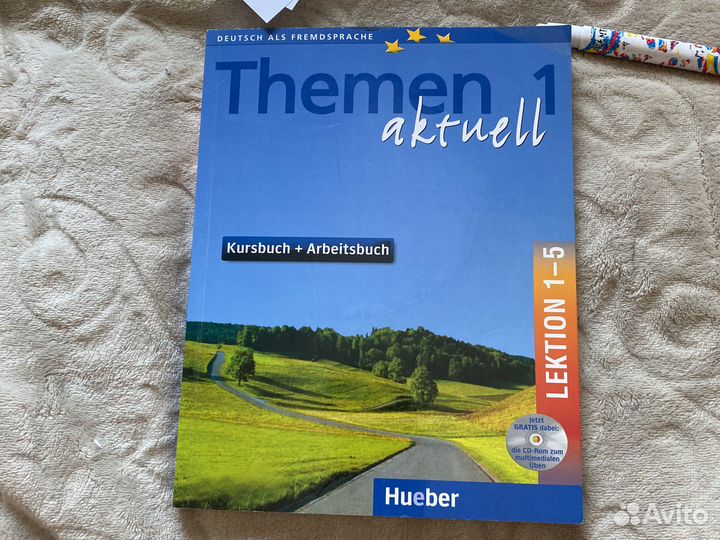 DEUTSCH ALS FREMDSPRACHE
Themen 1
aktuell
Kursbuch + Arbeitsbuch
LEKTION 1–5
Jetzt
GRATIS dabei:
die CD-Rom zum
multimedialen
Üben
Hueber
Avito